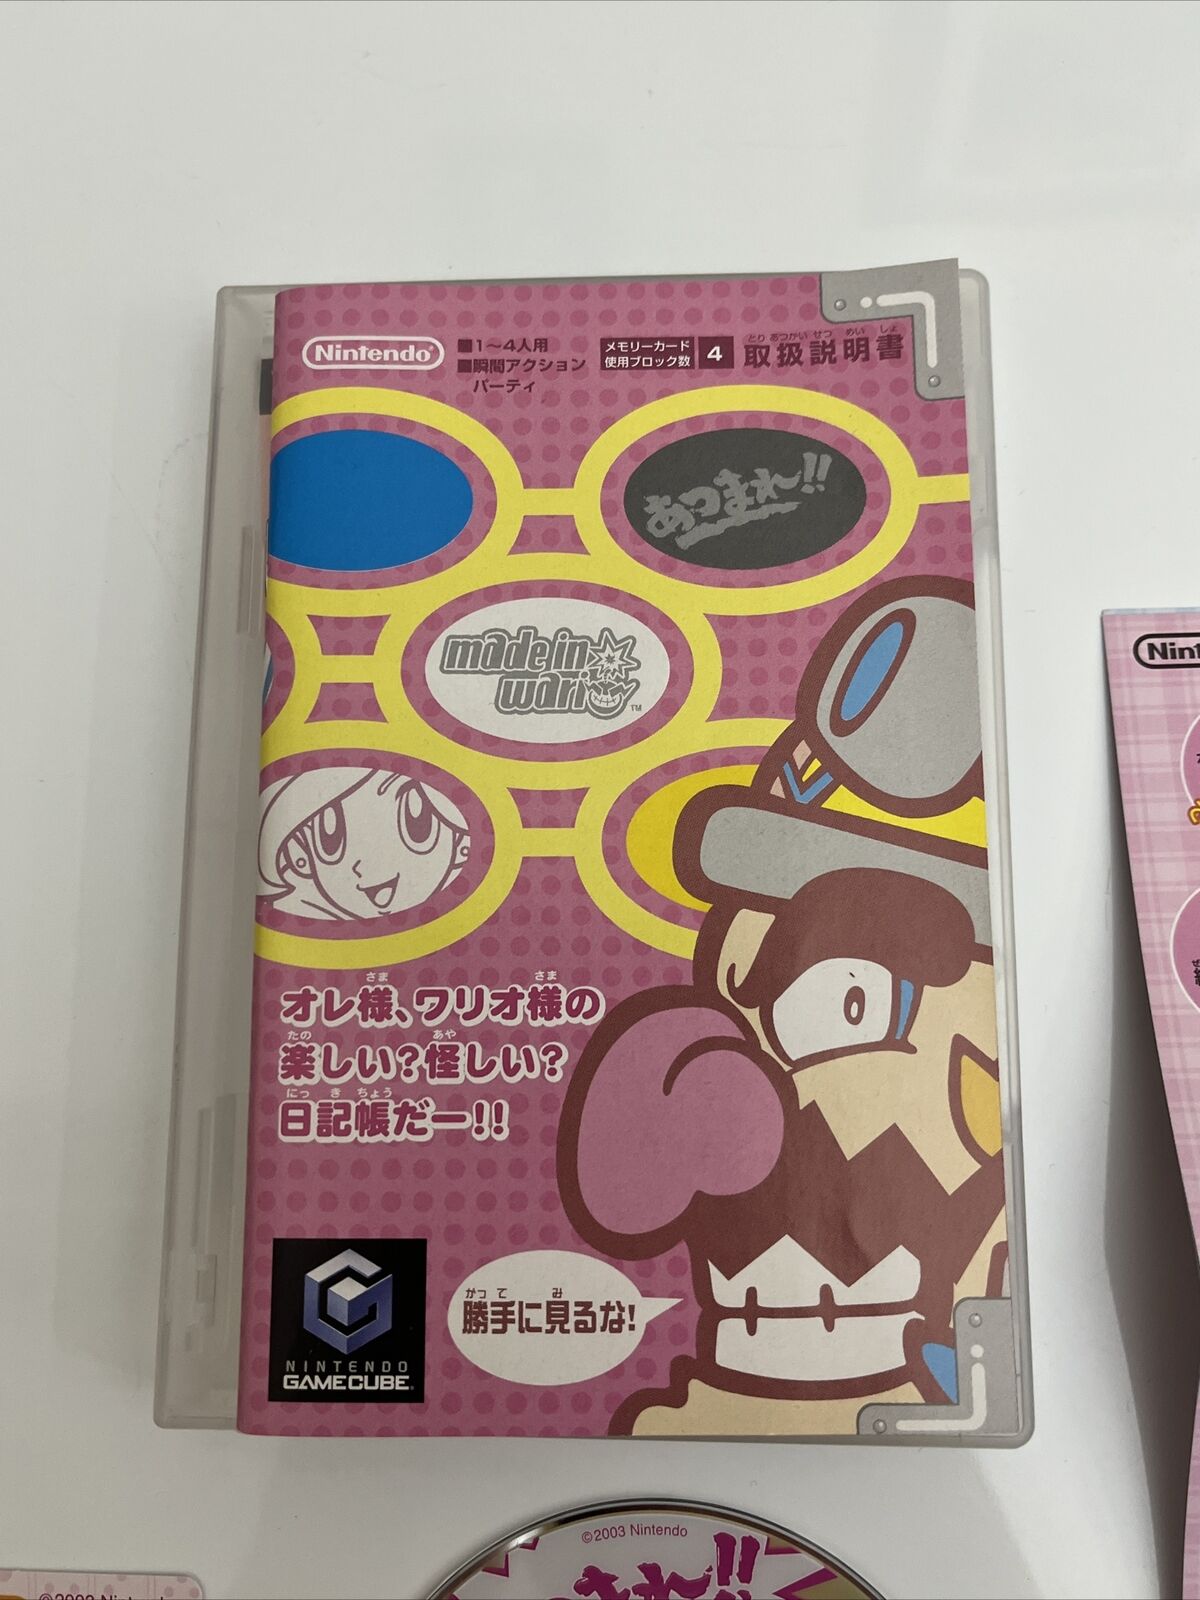 Nintendo
■1〜4人用
■瞬間アクション
パーティ
メモリーカード
使用ブロック数
4
とり あつかい せつ めい しょ
取扱説明書
あつまれ〜!!
made in
wario
™
さま さま
オレ様、ワリオ様の
たの あや
楽しい?怪しい?
にっ き ちょう
日記帳だー!!
かっ て み
勝手に見るな!
NINTENDO
GAMECUBE
©2003 Nintendo
©2003 Nintendo